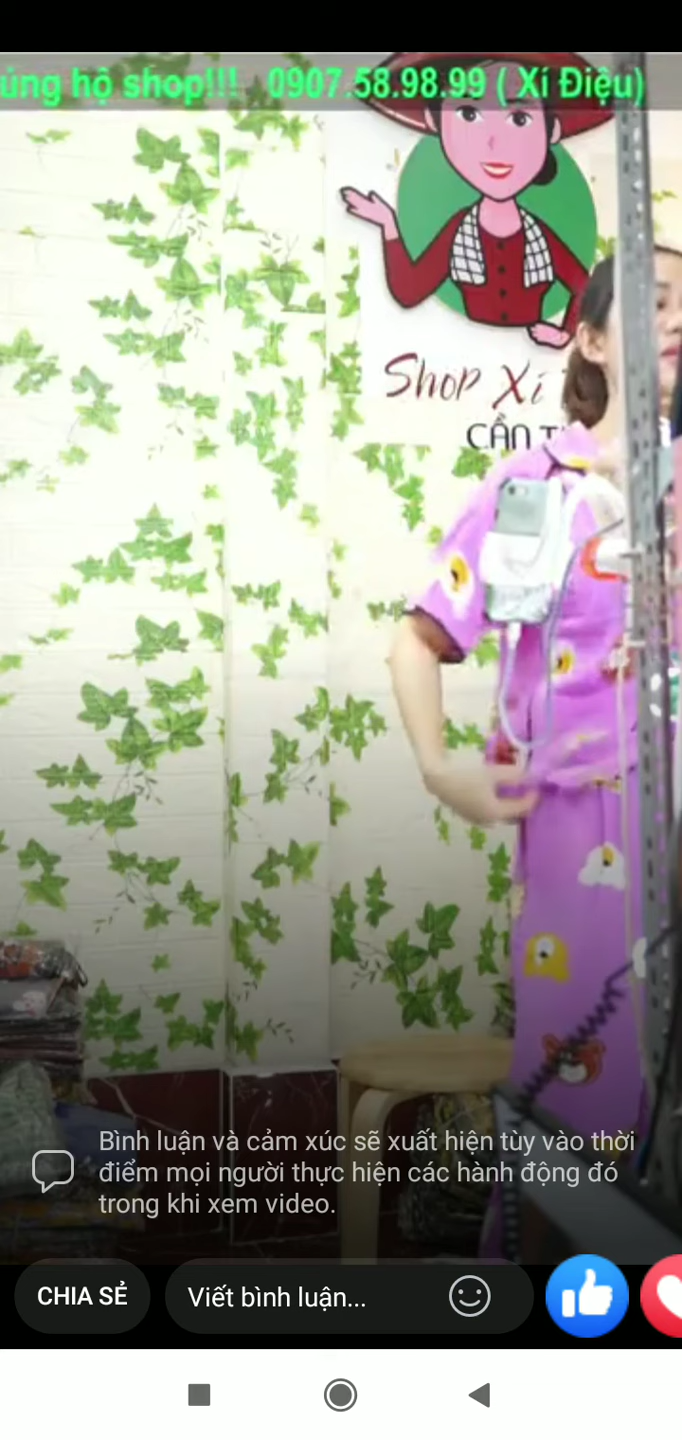 ủng hộ shop!!! 0907.58.98.99 ( Xí Điệu)
Shop Xí
CẦN
Bình luận và cảm xúc sẽ xuất hiện tùy vào thời
điểm mọi người thực hiện các hành động đó
trong khi xem video.
CHIA SẺ
Viết bình luận...